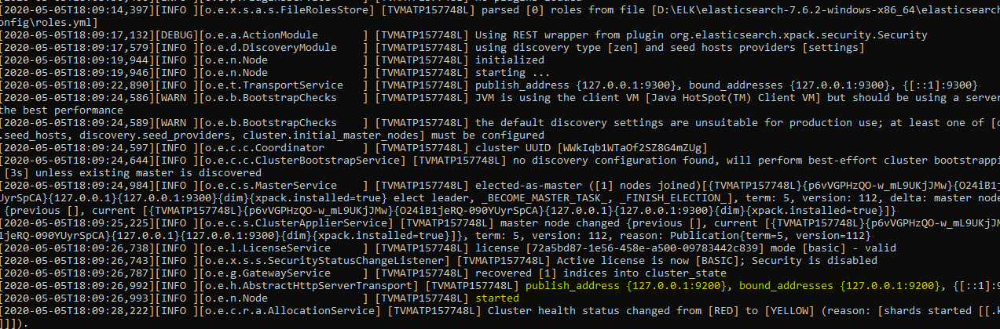 [2020-05-05T18:09:14,397][INFO ][o.e.x.s.a.s.FileRolesStore] [TVMATP157748L] parsed [0] roles from file [D:\ELK\elasticsearch-7.6.2-windows-x86_64\elasticsearch
onfig\roles.yml]
[2020-05-05T18:09:17,132][DEBUG][o.e.a.ActionModule ] [TVMATP157748L] Using REST wrapper from plugin org.elasticsearch.xpack.security.Security
[2020-05-05T18:09:17,579][INFO ][o.e.d.DiscoveryModule ] [TVMATP157748L] using discovery type [zen] and seed hosts providers [settings]
[2020-05-05T18:09:19,944][INFO ][o.e.n.Node ] [TVMATP157748L] initialized
[2020-05-05T18:09:19,946][INFO ][o.e.n.Node ] [TVMATP157748L] starting ...
[2020-05-05T18:09:22,890][INFO ][o.e.t.TransportService ] [TVMATP157748L] publish_address {127.0.0.1:9300}, bound_addresses {127.0.0.1:9300}, {[::1]:9300}
[2020-05-05T18:09:24,586][WARN ][o.e.b.BootstrapChecks ] [TVMATP157748L] JVM is using the client VM [Java HotSpot(TM) Client VM] but should be using a server
the best performance
[2020-05-05T18:09:24,589][WARN ][o.e.b.BootstrapChecks ] [TVMATP157748L] the default discovery settings are unsuitable for production use; at least one of [
.seed_hosts, discovery.seed_providers, cluster.initial_master_nodes] must be configured
[2020-05-05T18:09:24,597][INFO ][o.e.c.c.Coordinator ] [TVMATP157748L] cluster UUID [WWkIqb1WTaOf2SZ8G4mZUg]
[2020-05-05T18:09:24,644][INFO ][o.e.c.c.ClusterBootstrapService] [TVMATP157748L] no discovery configuration found, will perform best-effort cluster bootstrappi
[3s] unless existing master is discovered
[2020-05-05T18:09:24,984][INFO ][o.e.c.s.MasterService ] [TVMATP157748L] elected-as-master ([1] nodes joined)[{TVMATP157748L}{p6vVGPHzQO-w_mL9UKjJMw}{O24iB1j
UyrSpCA}{127.0.0.1}{127.0.0.1:9300}{dim}{xpack.installed=true} elect leader, _BECOME_MASTER_TASK_, _FINISH_ELECTION_], term: 5, version: 112, delta: master node
{previous [], current [{TVMATP157748L}{p6vVGPHzQO-w_mL9UKjJMw}{O24iB1jeRQ-090YUyrSpCA}{127.0.0.1}{127.0.0.1:9300}{dim}{xpack.installed=true}]}
[2020-05-05T18:09:25,225][INFO ][o.e.c.s.ClusterApplierService] [TVMATP157748L] master node changed {previous [], current [{TVMATP157748L}{p6vVGPHzQO-w_mL9UKjJM
1jeRQ-090YUyrSpCA}{127.0.0.1}{127.0.0.1:9300}{dim}{xpack.installed=true}]}, term: 5, version: 112, reason: Publication{term=5, version=112}
[2020-05-05T18:09:26,738][INFO ][o.e.l.LicenseService ] [TVMATP157748L] license [72a5bd87-1e56-458e-a500-09783442c839] mode [basic] - valid
[2020-05-05T18:09:26,743][INFO ][o.e.x.s.s.SecurityStatusChangeListener] [TVMATP157748L] Active license is now [BASIC]; Security is disabled
[2020-05-05T18:09:26,787][INFO ][o.e.g.GatewayService ] [TVMATP157748L] recovered [1] indices into cluster_state
[2020-05-05T18:09:26,992][INFO ][o.e.h.AbstractHttpServerTransport] [TVMATP157748L] publish_address {127.0.0.1:9200}, bound_addresses {127.0.0.1:9200}, {[::1]:9
[2020-05-05T18:09:26,993][INFO ][o.e.n.Node ] [TVMATP157748L] started
[2020-05-05T18:09:28,222][INFO ][o.e.c.r.a.AllocationService] [TVMATP157748L] Cluster health status changed from [RED] to [YELLOW] (reason: [shards started [[.k
]]]).